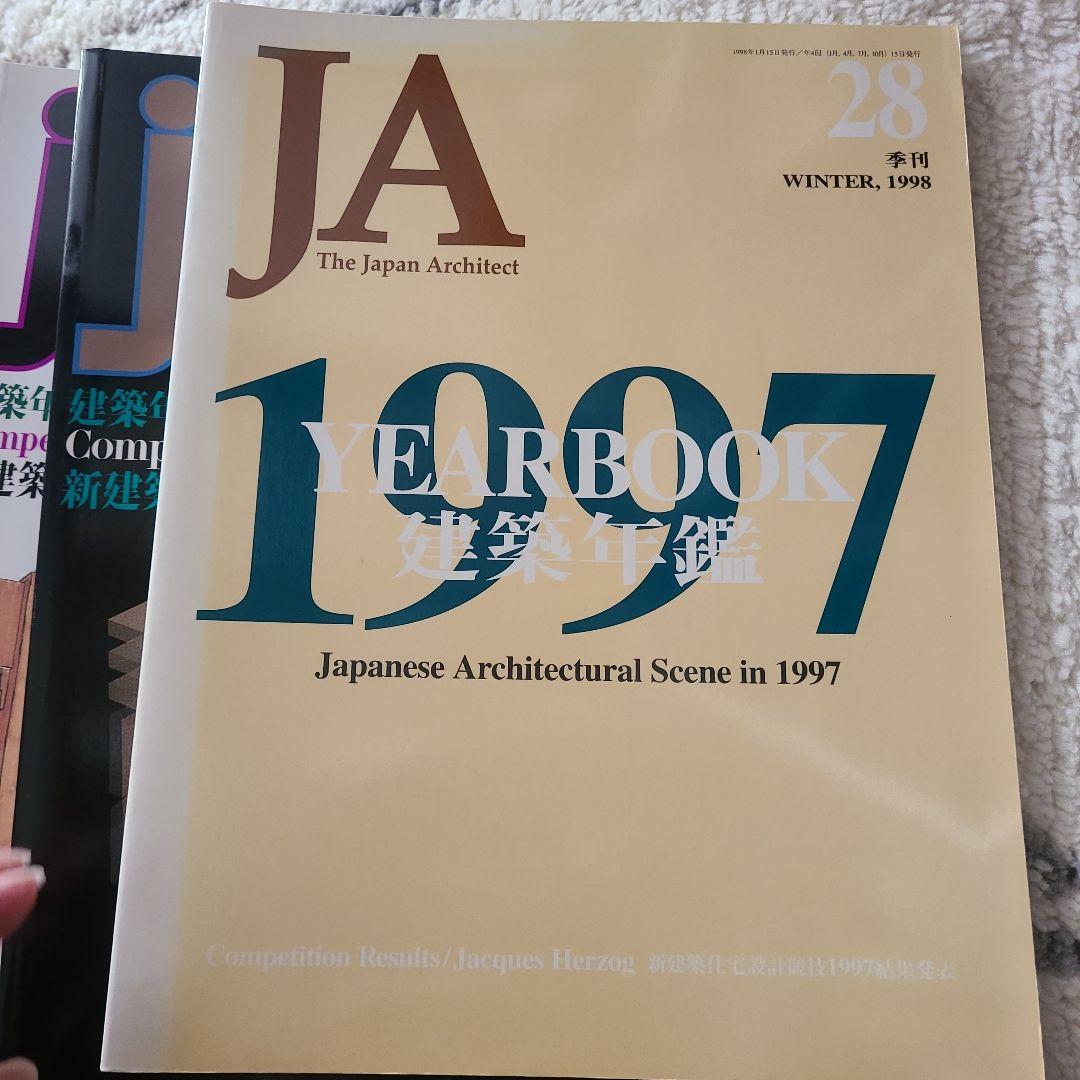 JA
The Japan Architect
1998年1月15日発行／年4回（1月, 4月, 7月, 10月）15日発行
28
季刊
WINTER, 1998
1997
YEARBOOK
建築年鑑
Japanese Architectural Scene in 1997
Competition Results/Jacques Herzog 新建築住宅設計競技1997結果発表
j
建築年
Comp
新建築
j
築年
mpe
建築